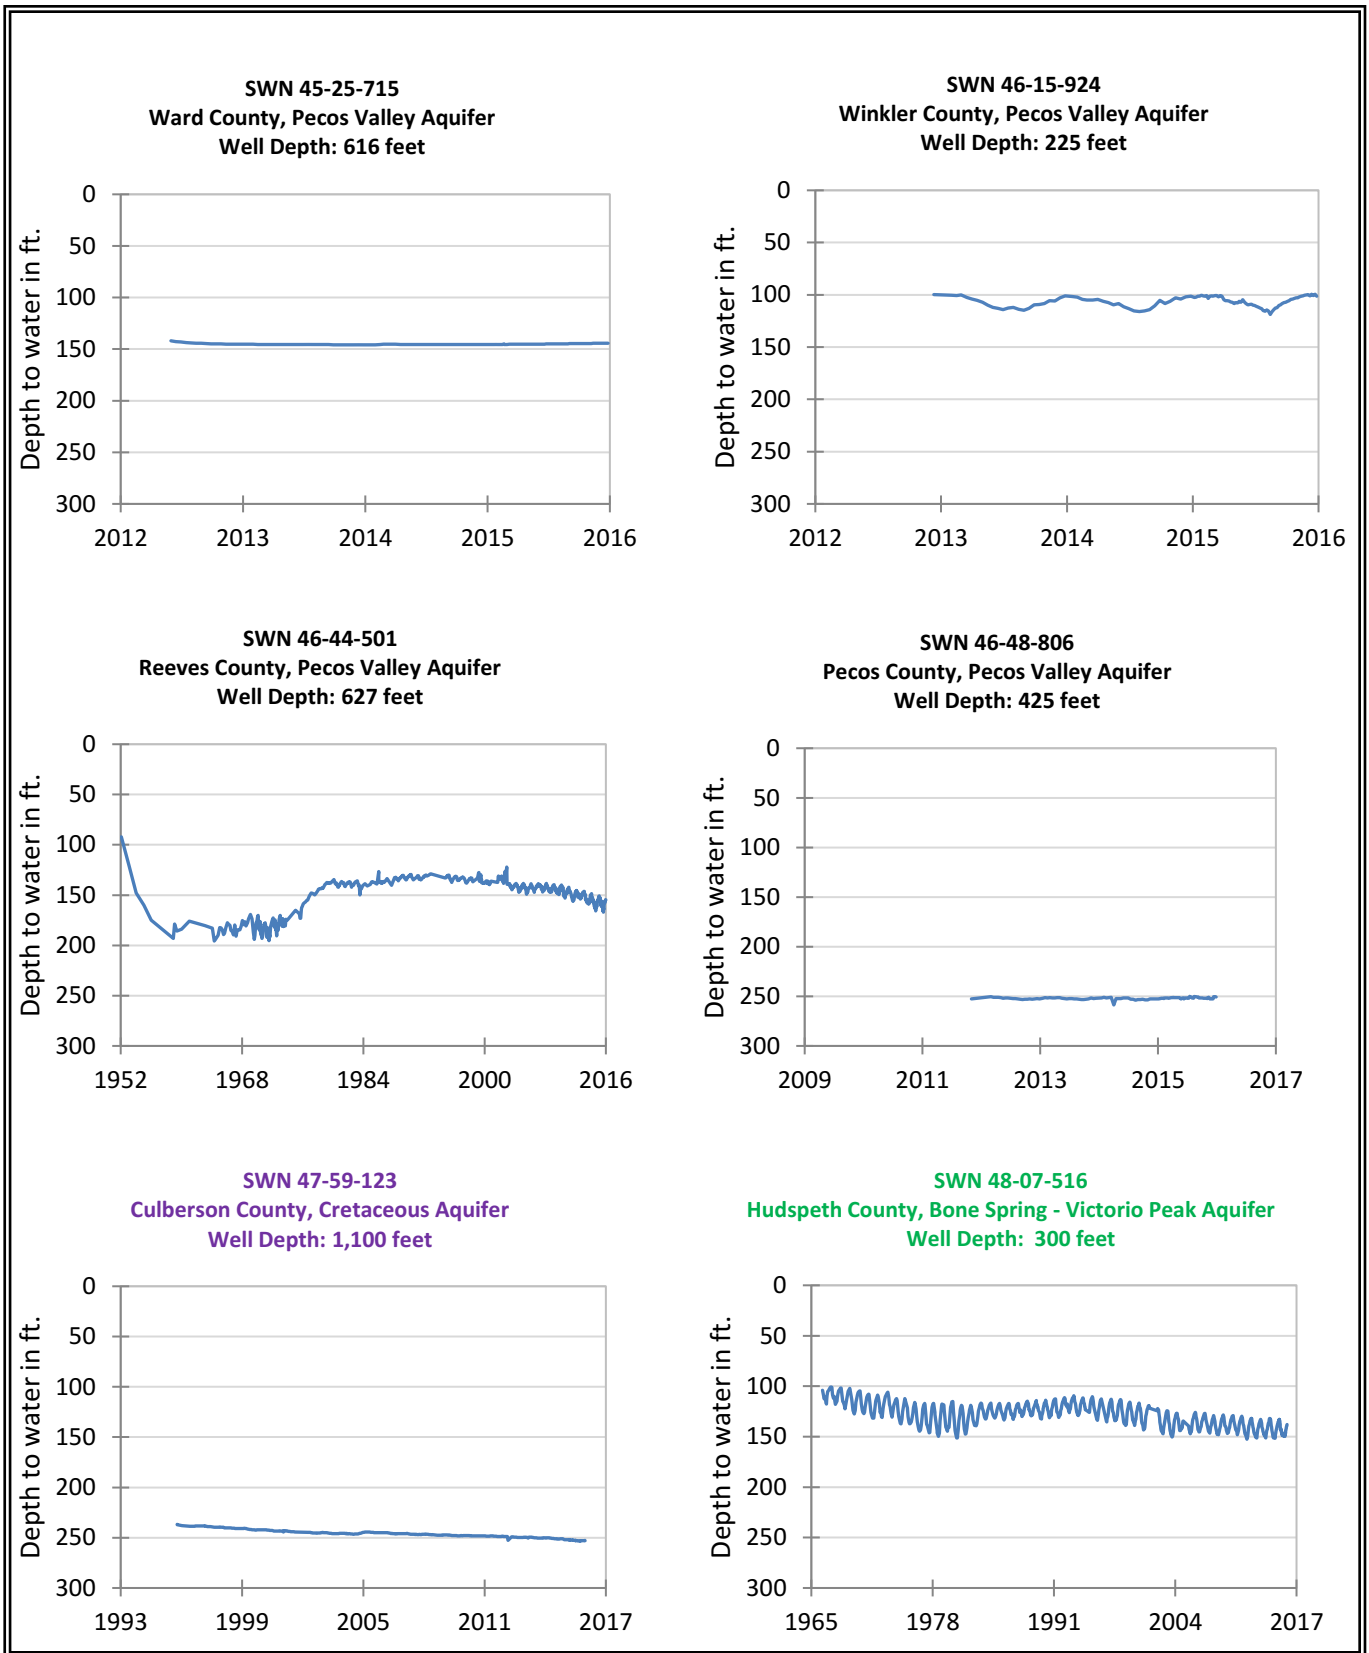 SWN 45-25-715
Ward County, Pecos Valley Aquifer
Well Depth: 616 feet
Depth to water in ft.
0
50
100
150
200
250
300
2012 2013 2014 2015 2016
SWN 46-15-924
Winkler County, Pecos Valley Aquifer
Well Depth: 225 feet
Depth to water in ft.
0
50
100
150
200
250
300
2012 2013 2014 2015 2016
SWN 46-44-501
Reeves County, Pecos Valley Aquifer
Well Depth: 627 feet
Depth to water in ft.
0
50
100
150
200
250
300
1952 1968 1984 2000 2016
SWN 46-48-806
Pecos County, Pecos Valley Aquifer
Well Depth: 425 feet
Depth to water in ft.
0
50
100
150
200
250
300
2009 2011 2013 2015 2017
SWN 47-59-123
Culberson County, Cretaceous Aquifer
Well Depth: 1,100 feet
Depth to water in ft.
0
50
100
150
200
250
300
1993 1999 2005 2011 2017
SWN 48-07-516
Hudspeth County, Bone Spring - Victorio Peak Aquifer
Well Depth: 300 feet
Depth to water in ft.
0
50
100
150
200
250
300
1965 1978 1991 2004 2017